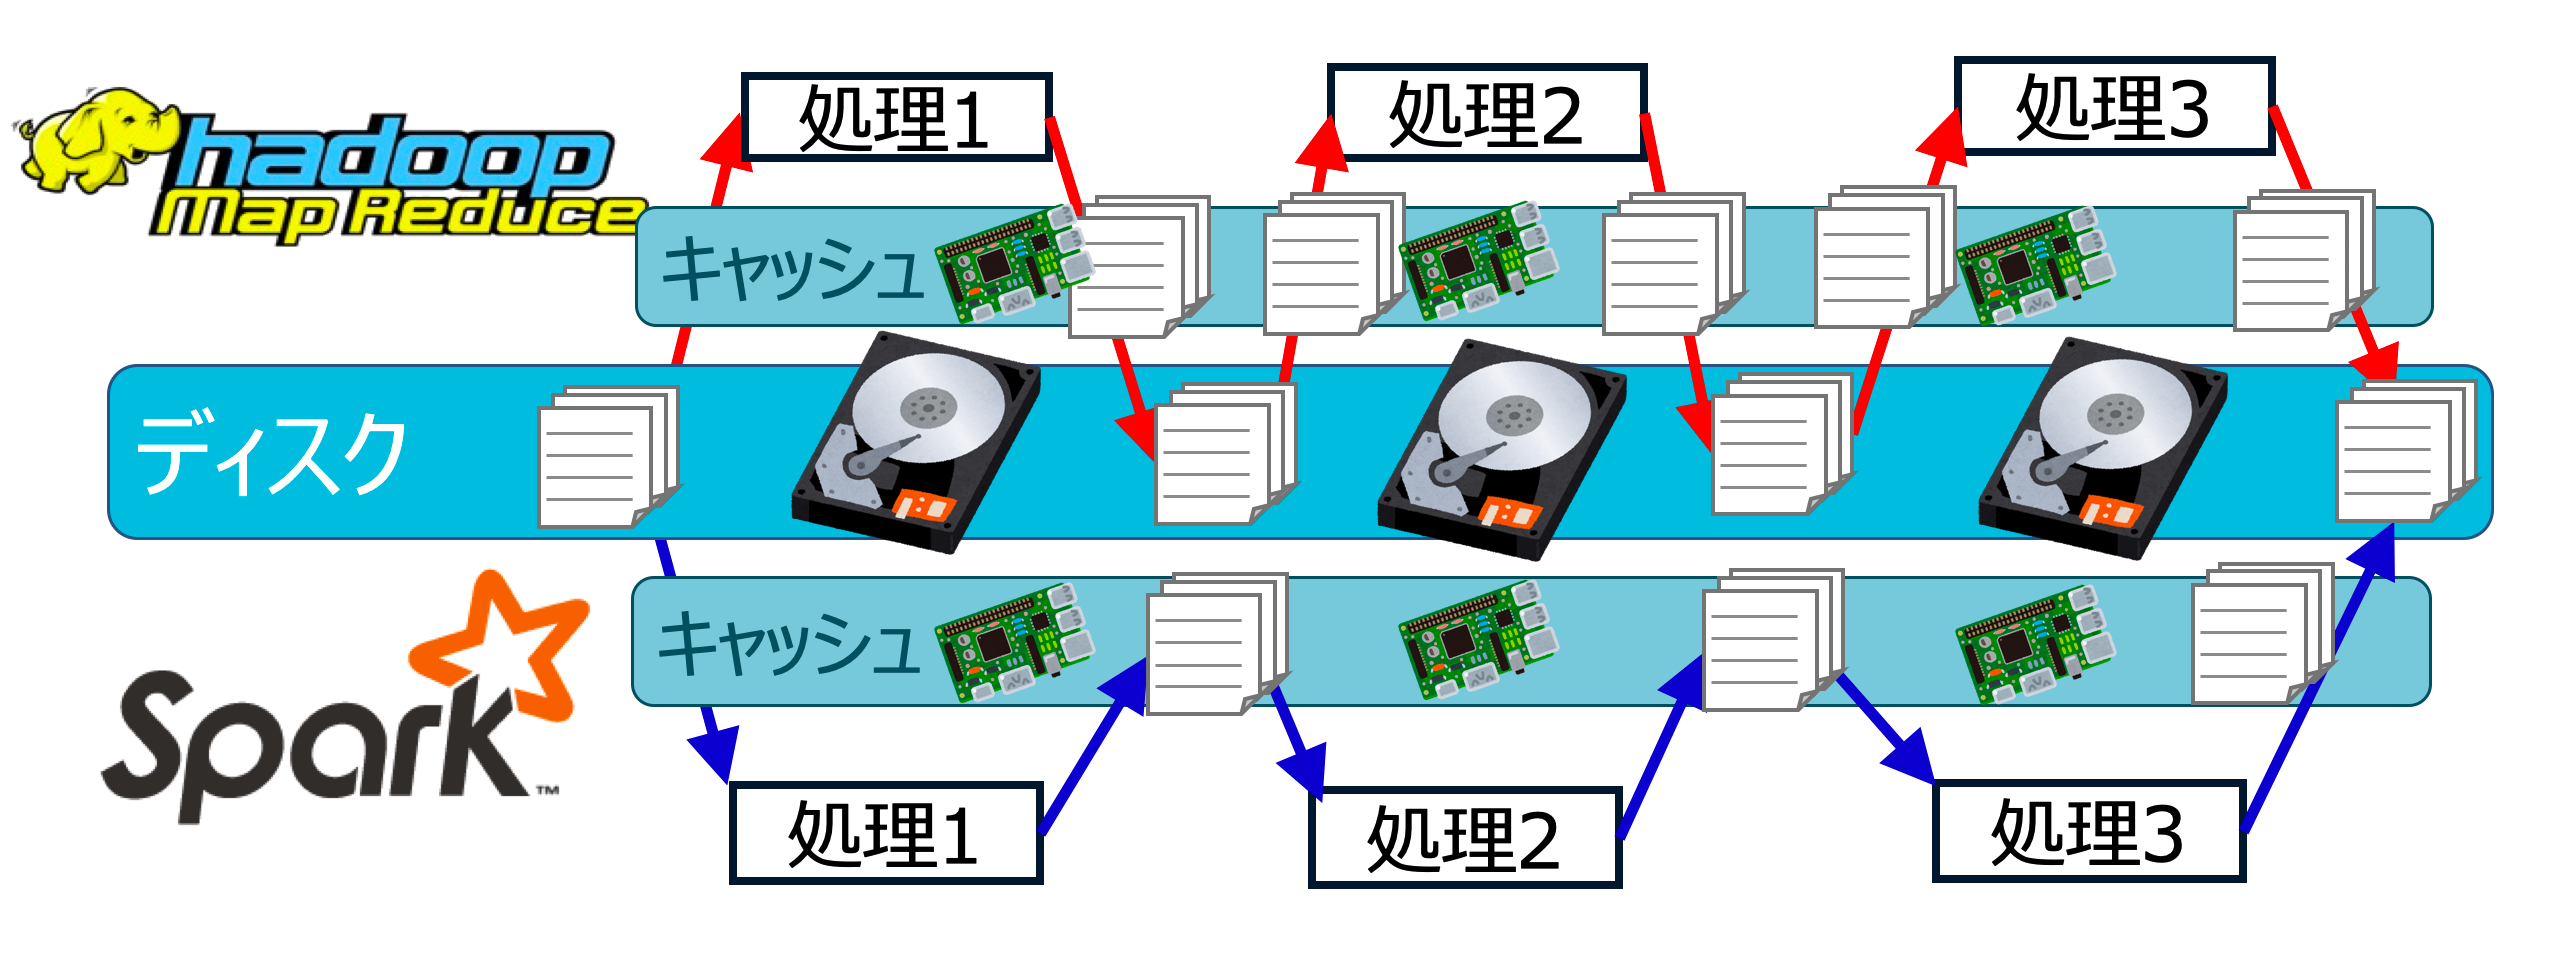 処理1
処理2
処理3
hadoop
Map Reduce
キャッシュ
ディスク
キャッシュ
Spark™
処理1
処理2
処理3